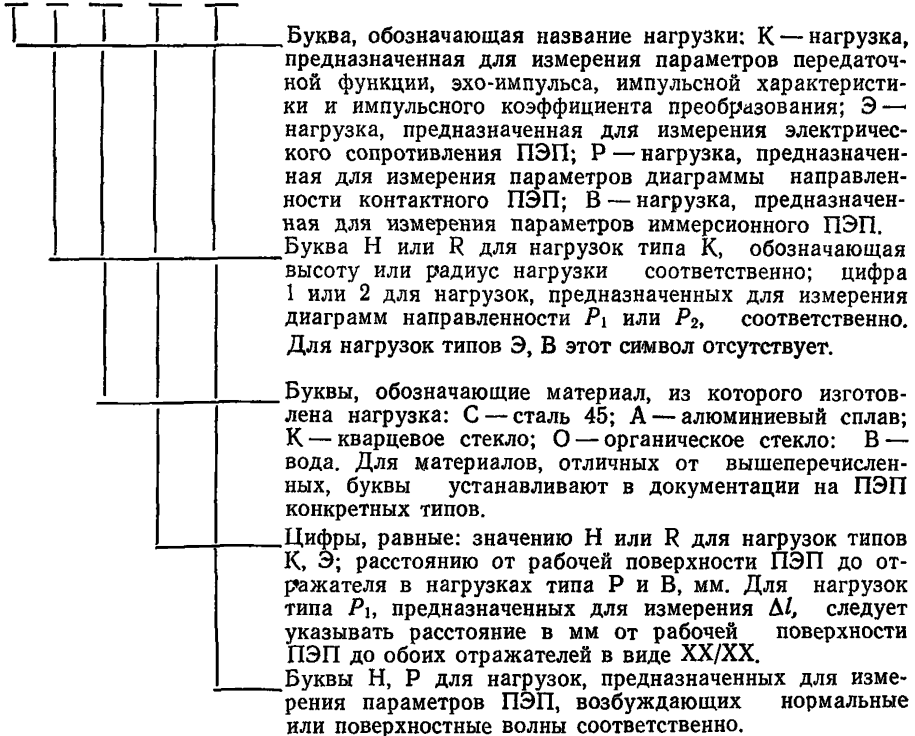 Буква, обозначающая название нагрузки: К — нагрузка,
предназначенная для измерения параметров передаточ-
ной функции, эхо-импульса, импульсной характеристи-
ки и импульсного коэффициента преобразования; Э —
нагрузка, предназначенная для измерения электричес-
кого сопротивления ПЭП; Р — нагрузка, предназначен-
ная для измерения параметров диаграммы направлен-
ности контактного ПЭП; В — нагрузка, предназначен-
ная для измерения параметров иммерсионного ПЭП.
Буква Н или R для нагрузок типа К, обозначающая
высоту или радиус нагрузки соответственно; цифра
1 или 2 для нагрузок, предназначенных для измерения
диаграмм направленности P₁ или P₂, соответственно.
Для нагрузок типов Э, В этот символ отсутствует.
Буквы, обозначающие материал, из которого изготов-
лена нагрузка: С — сталь 45; А — алюминиевый сплав;
К — кварцевое стекло; О — органическое стекло: В —
вода. Для материалов, отличных от вышеперечислен-
ных, буквы устанавливают в документации на ПЭП
конкретных типов.
Цифры, равные: значению Н или R для нагрузок типов
К, Э; расстоянию от рабочей поверхности ПЭП до от-
ражателя в нагрузках типа Р и В, мм. Для нагрузок
типа P₁, предназначенных для измерения Δl, следует
указывать расстояние в мм от рабочей поверхности
ПЭП до обоих отражателей в виде XX/XX.
Буквы Н, Р для нагрузок, предназначенных для изме-
рения параметров ПЭП, возбуждающих нормальные
или поверхностные волны соответственно.